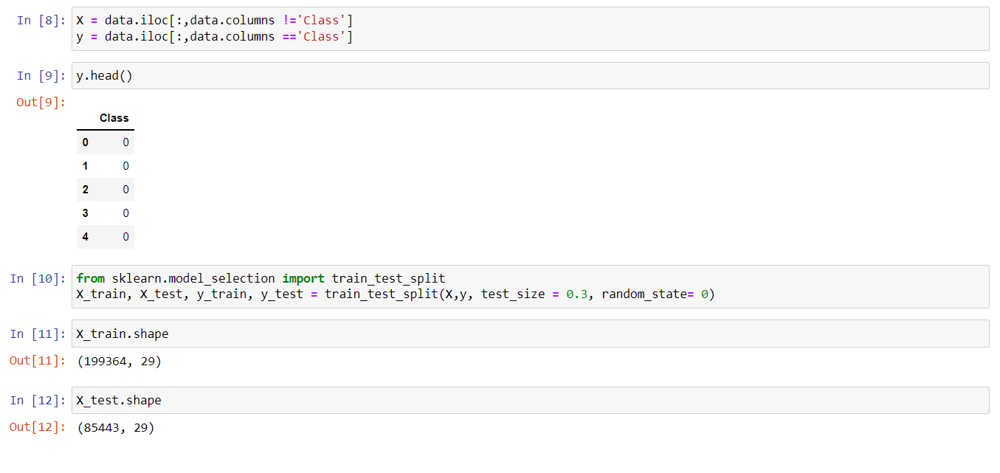 In [8]: X = data.iloc[:,data.columns !='Class']
y = data.iloc[:,data.columns =='Class']
In [9]: y.head()
Out[9]:
Class
0 0
1 0
2 0
3 0
4 0
In [10]: from sklearn.model_selection import train_test_split
X_train, X_test, y_train, y_test = train_test_split(X,y, test_size = 0.3, random_state= 0)
In [11]: X_train.shape
Out[11]: (199364, 29)
In [12]: X_test.shape
Out[12]: (85443, 29)